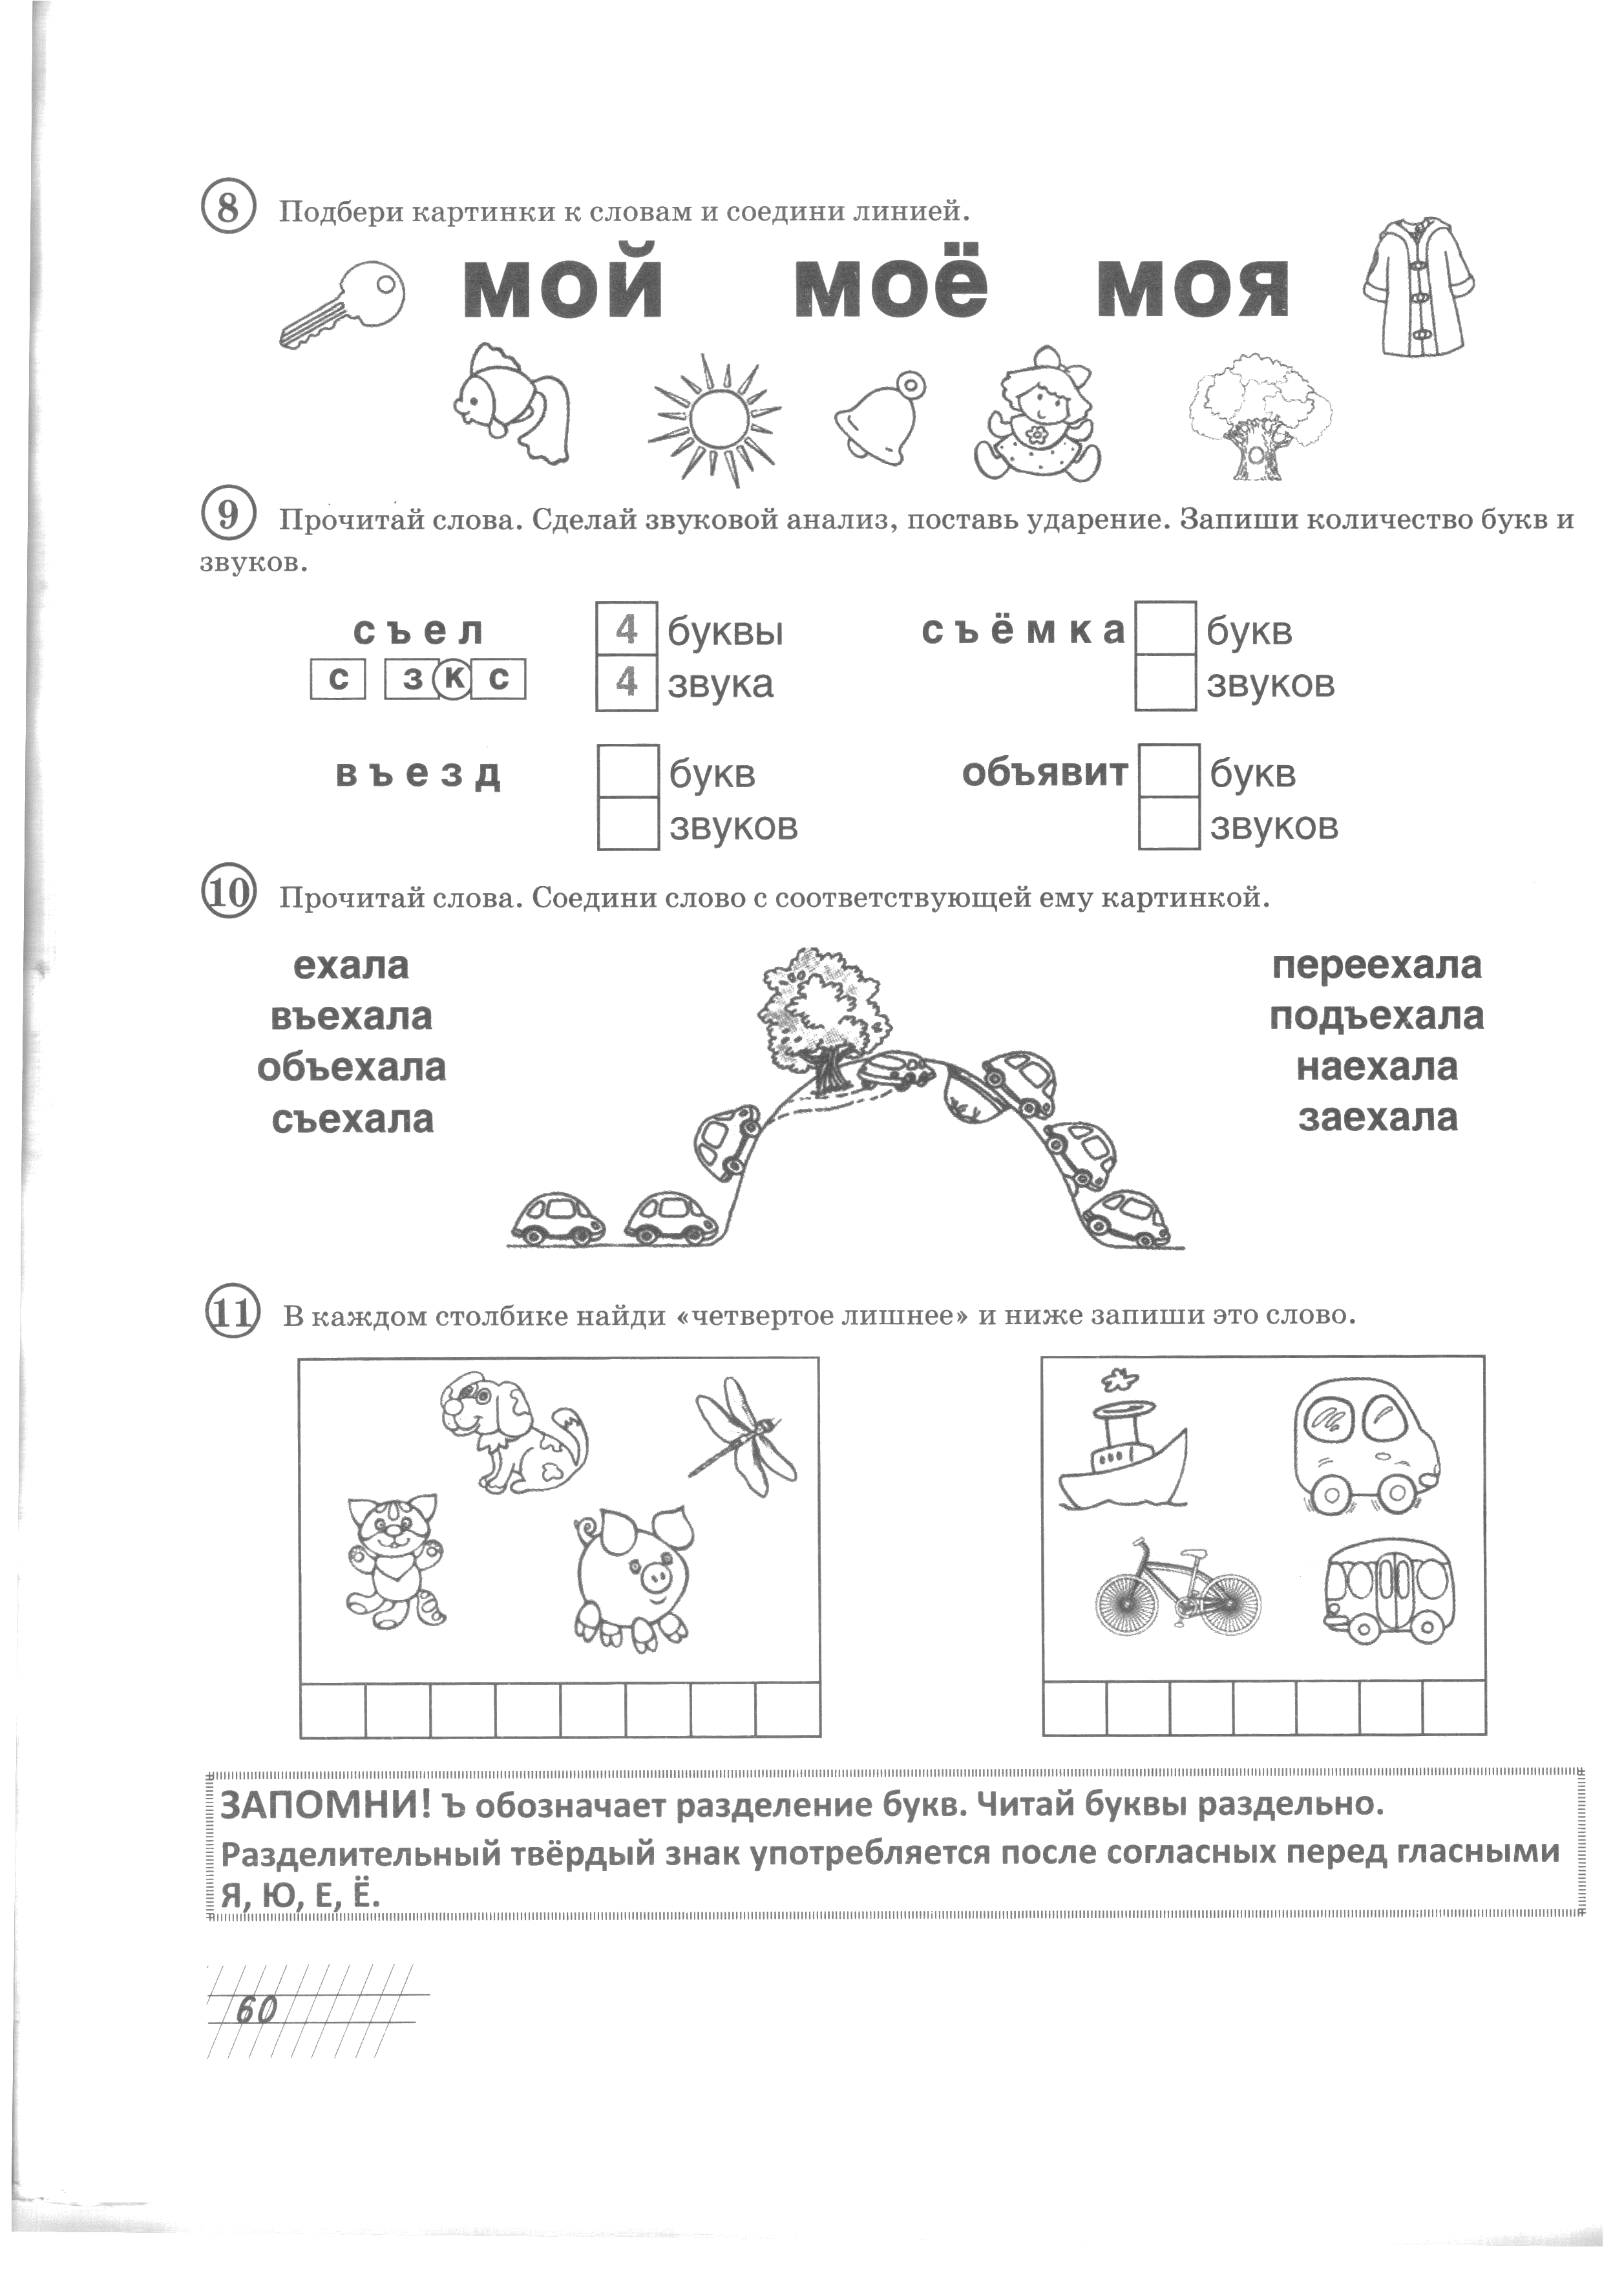 8 Подбери картинки к словам и соедини линией.
мой моё моя
9 Прочитай слова. Сделай звуковой анализ, поставь ударение. Запиши количество букв и
звуков.
с ъ е л 4 буквы с ъ ё м к а букв
с з к с 4 звука звуков
в ъ е з д букв объявит букв
звуков звуков
10 Прочитай слова. Соедини слово с соответствующей ему картинкой.
ехала переехала
въехала подъехала
объехала наехала
съехала заехала
11 В каждом столбике найди «четвертое лишнее» и ниже запиши это слово.
ЗАПОМНИ! Ъ обозначает разделение букв. Читай буквы раздельно.
Разделительный твёрдый знак употребляется после согласных перед гласными
Я, Ю, Е, Ё.
60